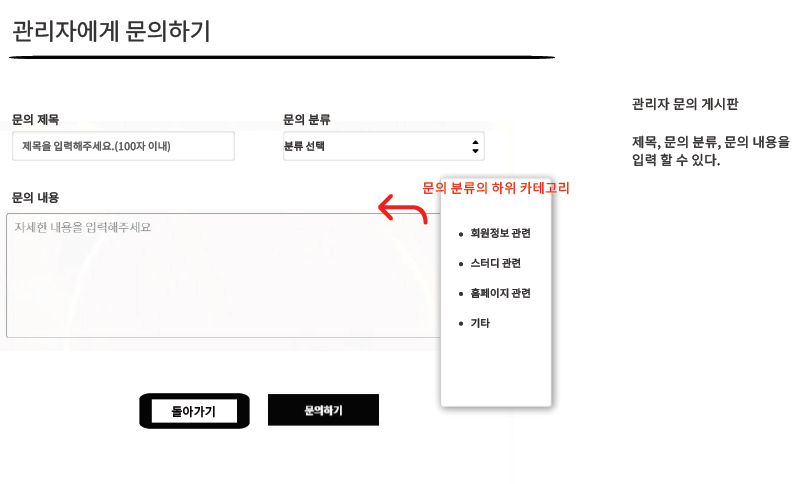 관리자에게 문의하기
관리자 문의 게시판
제목, 문의 분류, 문의 내용을
입력 할 수 있다.
문의 제목
제목을 입력해주세요.(100자 이내)
문의 분류
분류 선택
문의 분류의 하위 카테고리
• 회원정보 관련
• 스터디 관련
• 홈페이지 관련
• 기타
문의 내용
자세한 내용을 입력해주세요
돌아가기
문의하기